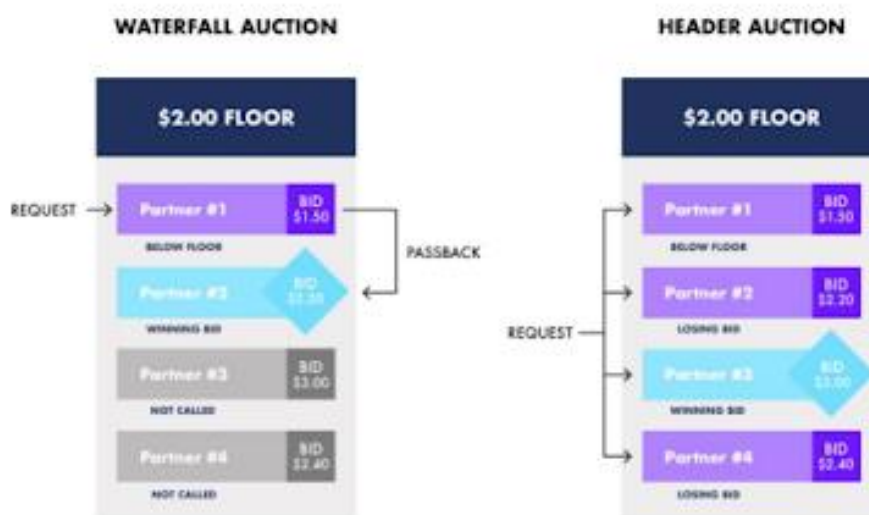 WATERFALL AUCTION
$2.00 FLOOR
REQUEST
Partner #1
BID
$1.50
BELOW FLOOR
PASSBACK
Partner #2
BID
WINNING BID
Partner #3
BID
$3.00
NOT CALLED
Partner #4
BID
$2.40
NOT CALLED
HEADER AUCTION
$2.00 FLOOR
REQUEST
Partner #1
BID
$1.50
BELOW FLOOR
Partner #2
BID
$2.20
LOSING BID
Partner #3
BID
$3.00
WINNING BID
Partner #4
BID
$2.40
LOSING BID